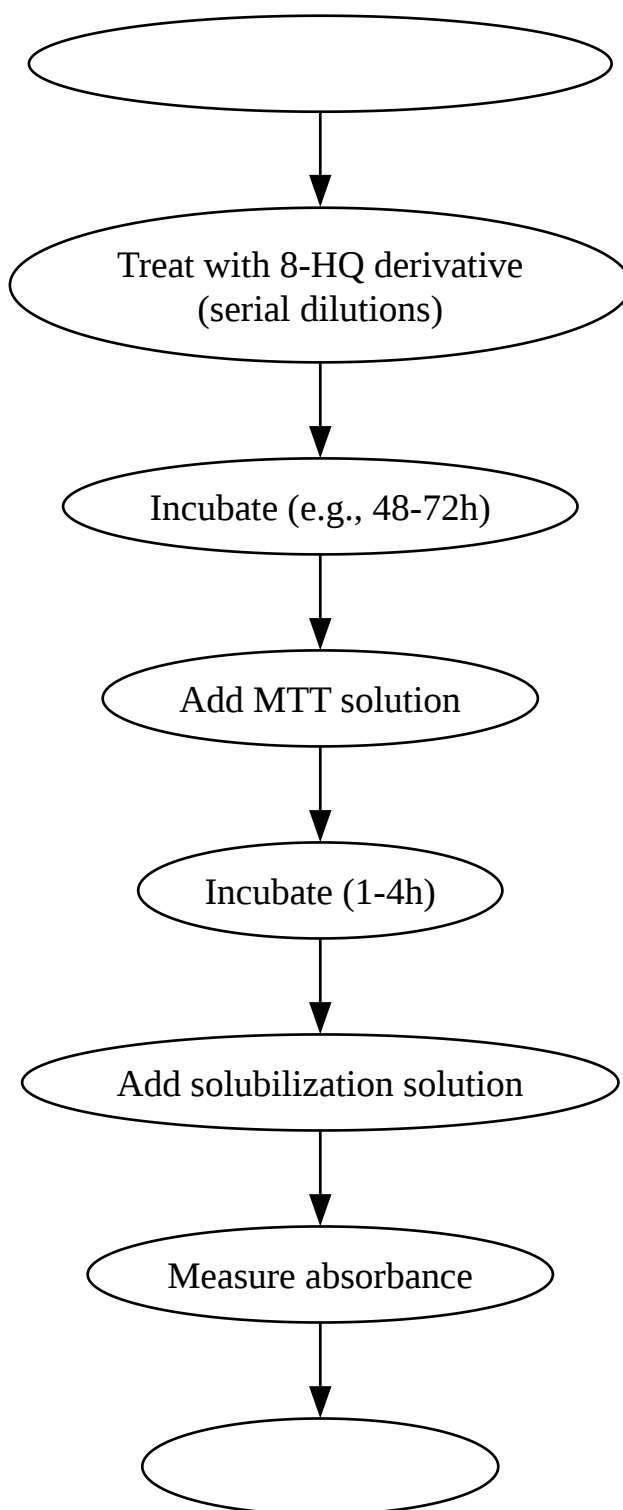 Treat with 8-HQ derivative
(serial dilutions)
Incubate (e.g., 48-72h)
Add MTT solution
Incubate (1-4h)
Add solubilization solution
Measure absorbance